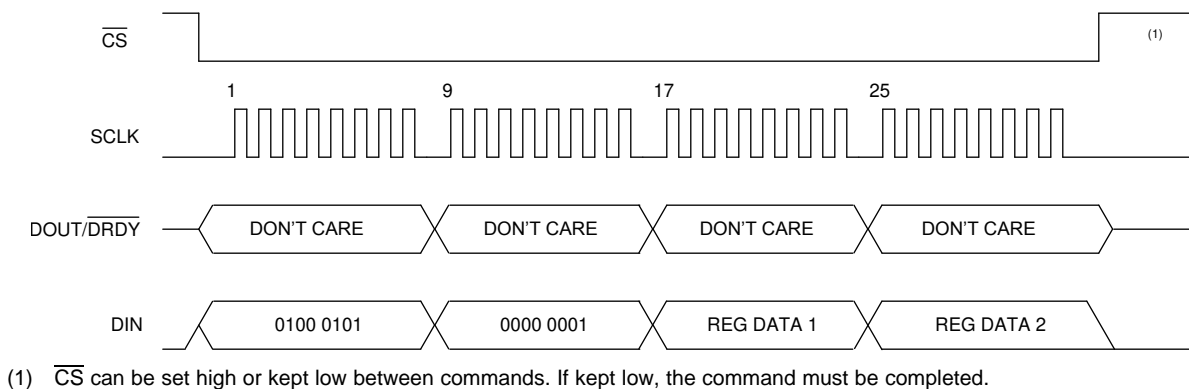 CS
(1)
1 9 17 25
SCLK
DOUT/DRDY DON'T CARE DON'T CARE DON'T CARE DON'T CARE
DIN 0100 0101 0000 0001 REG DATA 1 REG DATA 2
(1) CS can be set high or kept low between commands. If kept low, the command must be completed.